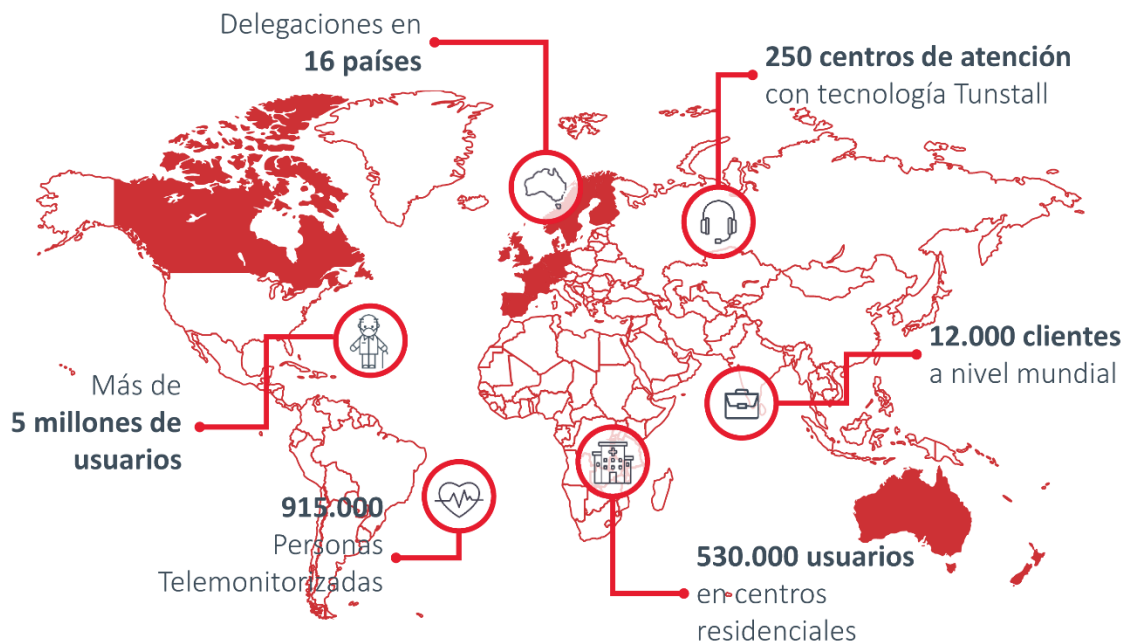 Delegaciones en
16 países
250 centros de atención
con tecnología Tunstall
12.000 clientes
a nivel mundial
Más de
5 millones de
usuarios
915.000
Personas
Telemonitorizadas
530.000 usuarios
en centros
residenciales